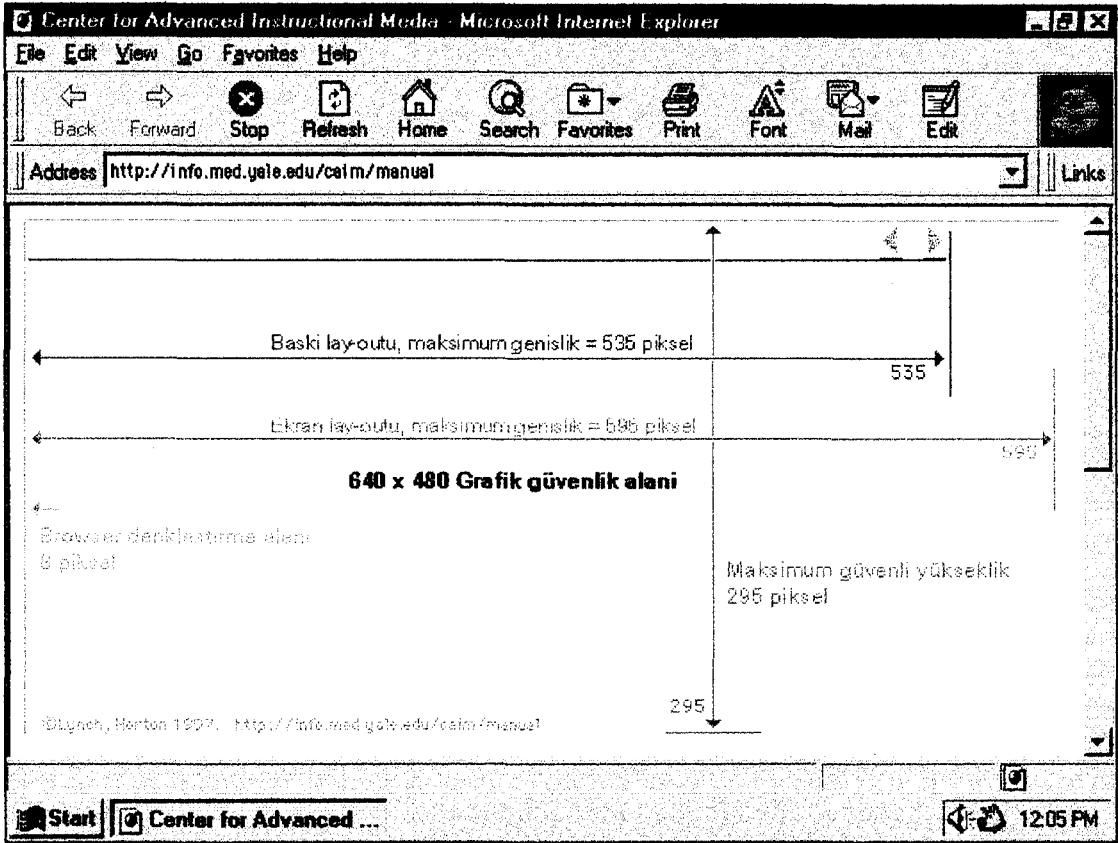 Center for Advanced Instructional Media - Microsoft Internet Explorer
File Edit View Go Favorites Help
Back Forward Stop Refresh Home Search Favorites Print Font Mail Edit
Address http://info.med.yale.edu/caim/manual Links
Baski lay-outu, maksimum genislik = 535 piksel
535
Ekran lay-outu, maksimum genislik = 595 piksel
595
640 x 480 Grafik güvenlik alani
Browser denklestirme alani
8 piksel
Maksimum güvenli yükseklik
295 piksel
295
©Lynch, Horton 1997. http://info.med.yale.edu/caim/manual
Start Center for Advanced ... 12:05 PM